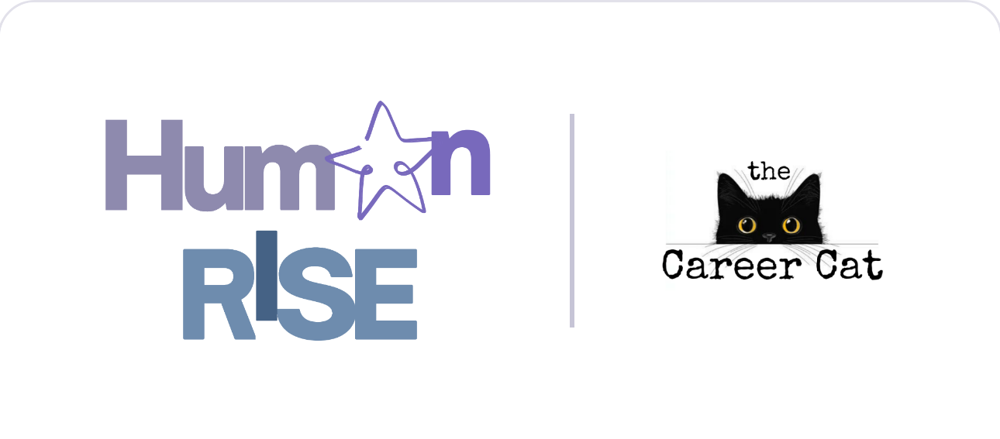 Human
RISE
the
Career Cat